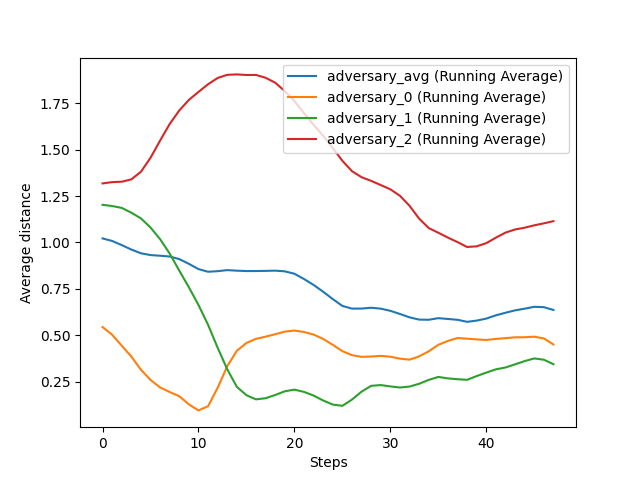 adversary_avg (Running Average)
adversary_0 (Running Average)
adversary_1 (Running Average)
adversary_2 (Running Average)
1.75
1.50
1.25
1.00
0.75
0.50
0.25
Average distance
0 10 20 30 40
Steps